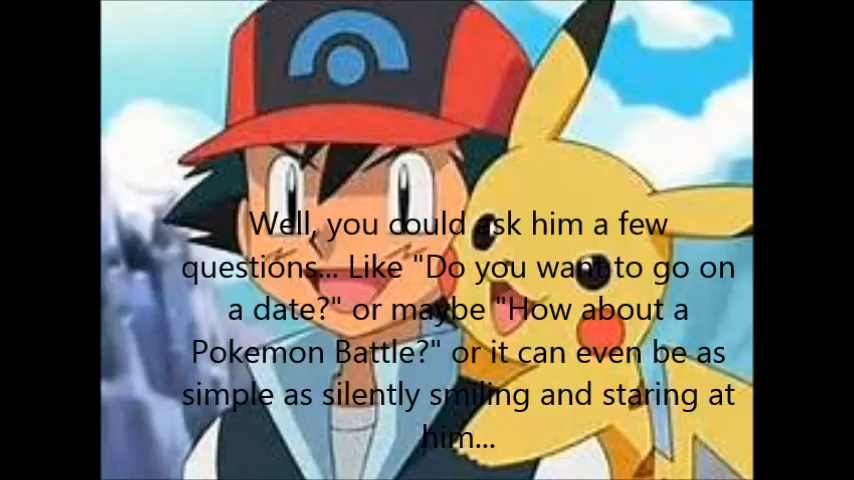 Well, you could ask him a few
questions... Like "Do you want to go on
a date?" or maybe "How about a
Pokemon Battle?" or it can even be as
simple as silently smiling and staring at
him...